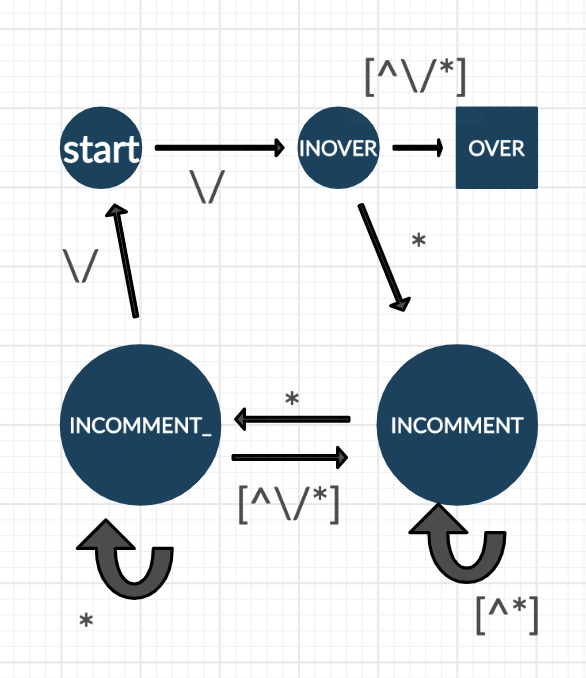 [^\/*]
start
INOVER
OVER
\/
*
\/
INCOMMENT_
*
INCOMMENT
[^\/*]
*
[^*]